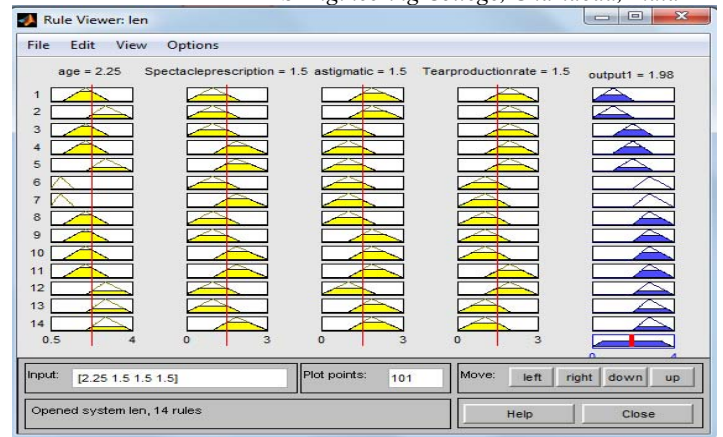 Rule Viewer: len
File Edit View Options
age = 2.25 Spectacleprescription = 1.5 astigmatic = 1.5 Tearproductionrate = 1.5 output1 = 1.98
1
2
3
4
5
6
7
8
9
10
11
12
13
14
0.5 4 0 3 0 3 0 3
0 4
Input: [2.25 1.5 1.5 1.5] Plot points: 101 Move: left right down up
Opened system len, 14 rules Help Close